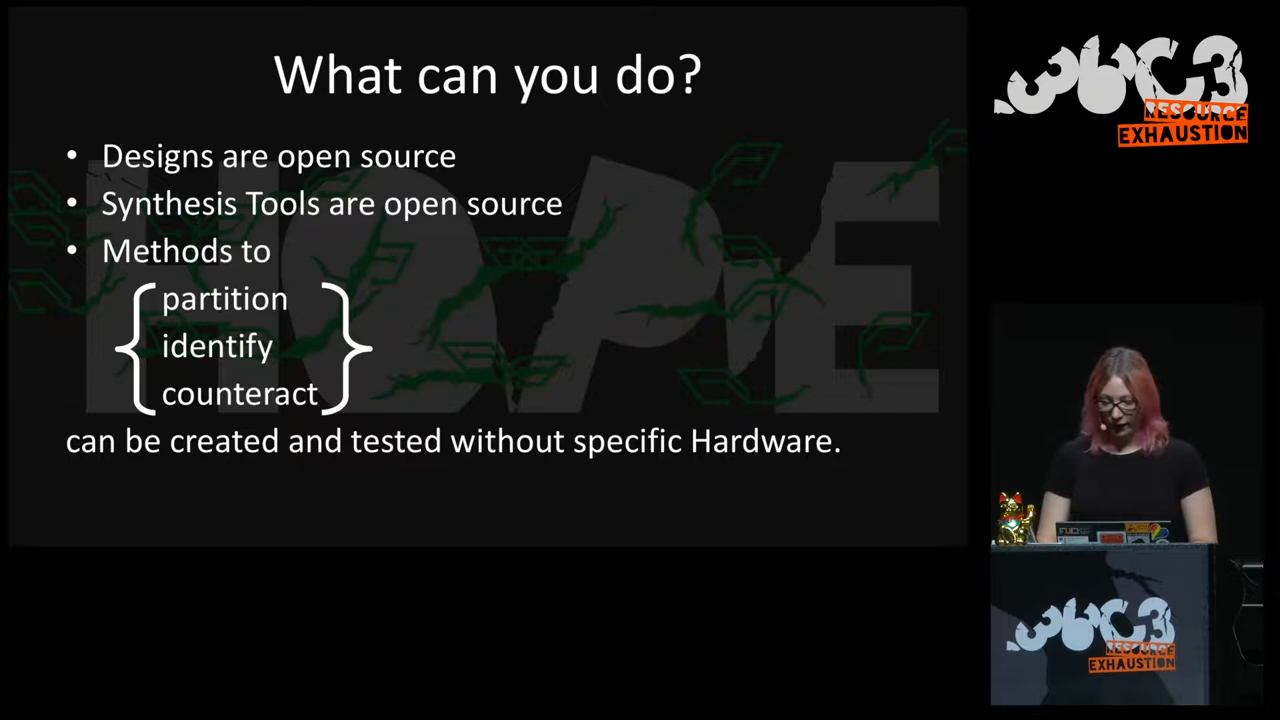 What can you do?
• Designs are open source
• Synthesis Tools are open source
• Methods to
partition
identify
counteract
can be created and tested without specific Hardware.
HOPE
36C3
RESOURCE
EXHAUSTION
36C3
RESOURCE
EXHAUSTION